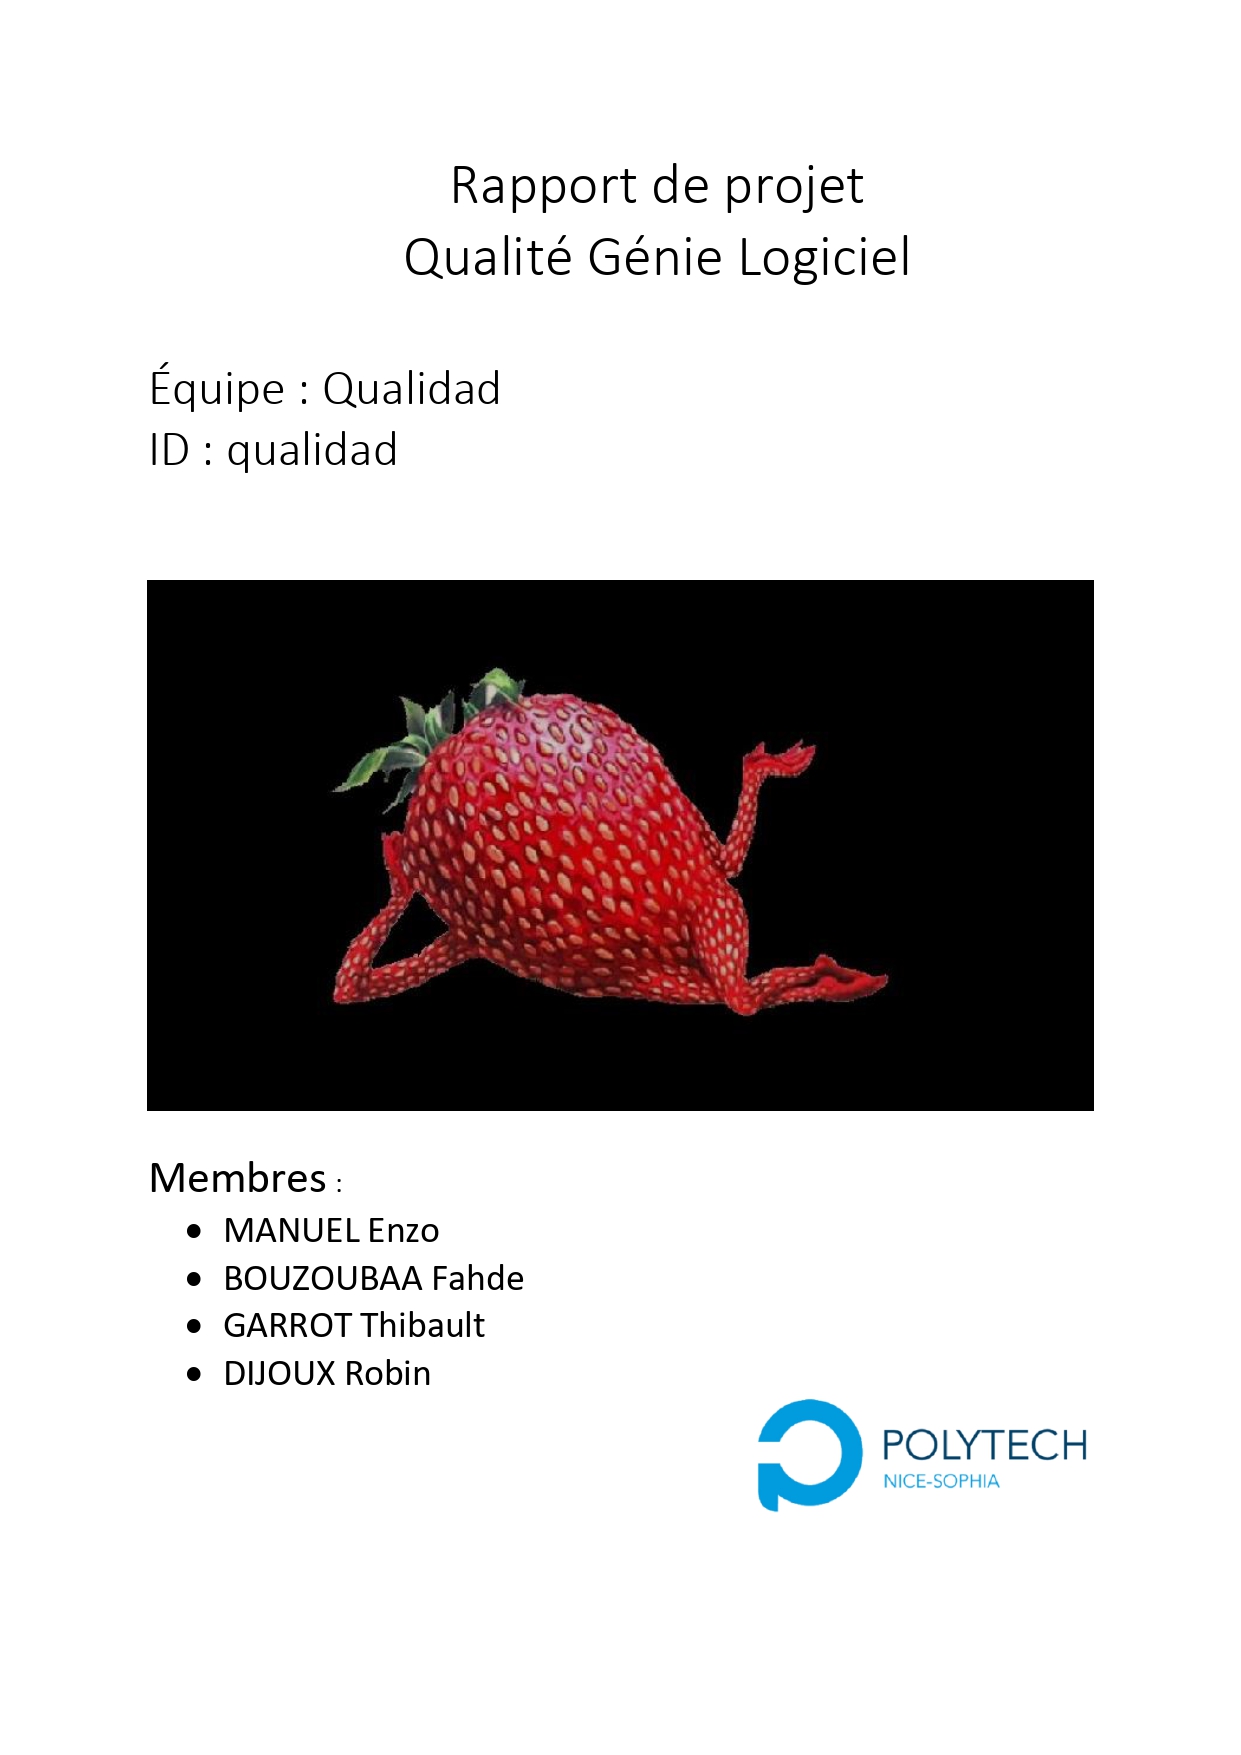 Rapport de projet
Qualité Génie Logiciel
Équipe : Qualidad
ID : qualidad
Membres :
• MANUEL Enzo
• BOUZOUBAA Fahde
• GARROT Thibault
• DIJOUX Robin
POLYTECH
NICE-SOPHIA